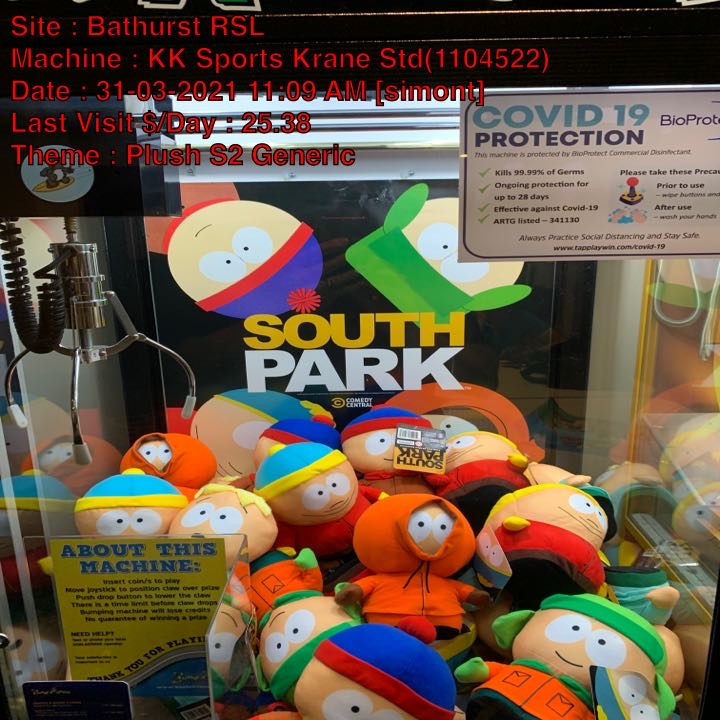 Site : Bathurst RSL
Machine : KK Sports Krane Std(1104522)
Date : 31-03-2021 11:09 AM [simont]
Last Visit $/Day : 25.38
Theme : Plush S2 Generic
COVID 19
PROTECTION
This machine is protected by BioProtect Commercial Disinfectant.
Kills 99.99% of Germs
Ongoing protection for
up to 28 days
Effective against Covid-19
ARTG listed – 341130
Please take these
Prior to use
– wipe buttons
After use
– wash your hands
Always Practice Social Distancing and Stay Safe.
www.tapplaywin.com/covid-19
SOUTH
PARK
COMEDY
CENTRAL
SOUTH
PARK
ABOUT THIS
MACHINE:
Insert coin/s to play
Move joystick to position claw over prize
Push drop button to lower the claw
There is a time limit before claw drops
Bumping machine will lose credits
No guarantee of winning a prize
NEED HELP?
THANK YOU FOR